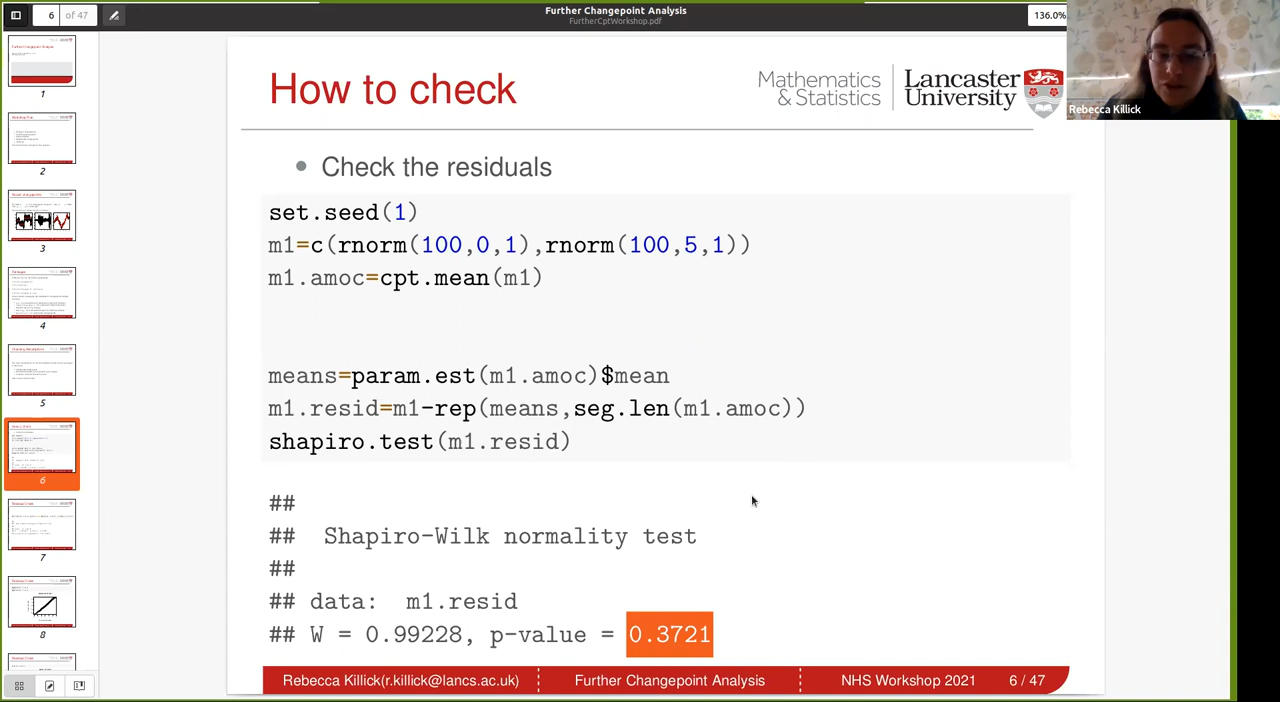 6 of 47
Further Changepoint Analysis
FurtherCptWorkshop.pdf
136.0%
Rebecca Killick
How to check
Mathematics
& Statistics
Lancaster
University
• Check the residuals
set.seed(1)
m1=c(rnorm(100,0,1),rnorm(100,5,1))
m1.amoc=cpt.mean(m1)
means=param.est(m1.amoc)$mean
m1.resid=m1-rep(means,seg.len(m1.amoc))
shapiro.test(m1.resid)
##
## Shapiro-Wilk normality test
##
## data: m1.resid
## W = 0.99228, p-value = 0.3721
Rebecca Killick(r.killick@lancs.ac.uk)
Further Changepoint Analysis
NHS Workshop 2021
6 / 47
1
2
3
4
5
6
7
8